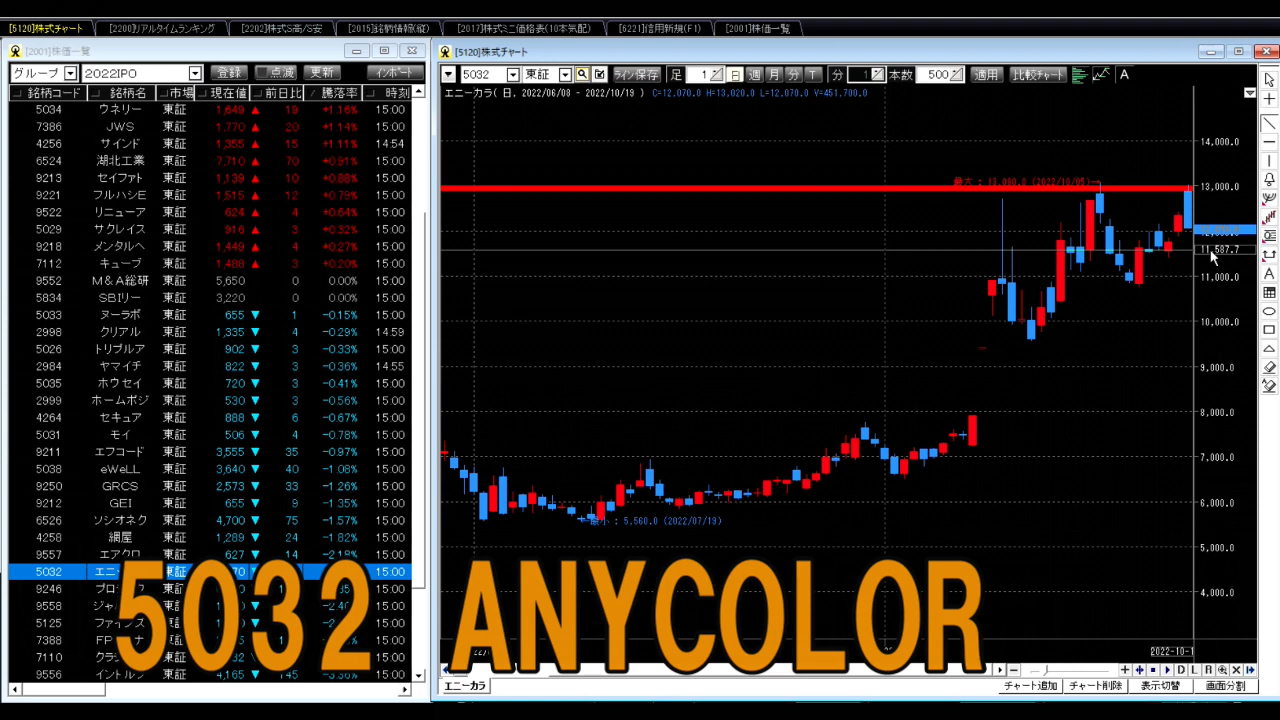 [5120]株式チャート [2200]リアルタイムランキング [2202]株式S高/S安 [2015]銘柄情報(縦) [2017]株式ミニ価格表(10本気配) [6221]信用新規(F1) [2001]株価一覧
[2001]株価一覧
グループ 2022IPO 登録 点滅 更新 インポート
銘柄コード 銘柄名 市場 現在値 前日比 騰落率 時刻
5034 ウネリー 東証 1,649 ▲ 19 +1.16% 15:00
7386 JWS 東証 1,770 ▲ 20 +1.14% 15:00
4256 サインド 東証 1,355 ▲ 15 +1.11% 14:54
6524 湖北工業 東証 7,710 ▲ 70 +0.91% 15:00
9213 セイファト 東証 1,139 ▲ 10 +0.88% 15:00
9221 フルハシE 東証 1,515 ▲ 12 +0.79% 15:00
9522 リニューア 東証 624 ▲ 4 +0.64% 15:00
5029 サクレイス 東証 916 ▲ 3 +0.32% 15:00
9218 メンタルヘ 東証 1,449 ▲ 4 +0.27% 15:00
7112 キューブ 東証 1,488 ▲ 3 +0.20% 15:00
9552 M&A総研 東証 5,650 0 0.00% 15:00
5834 SBIリー 東証 3,220 0 0.00% 15:00
5033 ヌーラボ 東証 655 ▼ 1 -0.15% 15:00
2998 クリアル 東証 1,335 ▼ 4 -0.29% 14:59
5026 トリプルア 東証 902 ▼ 3 -0.33% 15:00
2984 ヤマイチ 東証 822 ▼ 3 -0.36% 14:55
5035 ホウセイ 東証 720 ▼ 3 -0.41% 15:00
2999 ホームポジ 東証 530 ▼ 3 -0.56% 15:00
4264 セキュア 東証 888 ▼ 6 -0.67% 15:00
5031 モイ 東証 506 ▼ 4 -0.78% 15:00
9211 エフコード 東証 3,555 ▼ 35 -0.97% 15:00
5038 eWeLL 東証 3,640 ▼ 40 -1.08% 15:00
9250 GRCS 東証 2,573 ▼ 33 -1.26% 15:00
9212 GEI 東証 655 ▼ 9 -1.35% 15:00
6526 ソシオネク 東証 4,700 ▼ 75 -1.57% 15:00
4258 網屋 東証 1,289 ▼ 24 -1.82% 15:00
9557 エアクロ 東証 627 ▼ 14 -2.18% 15:00
5032 エニー 東証 15:00
9246 15:00
9558 15:00
5125 15:00
7388 15:00
7110 15:00
9556 15:00
[5120]株式チャート
5032 東証 ライン保存 足 1 日 週 月 分 T 分 1 本数 500 適用 比較チャート A
エニーカラ ( 日, 2022/06/08 - 2022/10/19 ) C=12,070.0 H=13,020.0 L=12,070.0 V=451,700.0
14,000.0
13,000.0
11,587.7
11,000.0
10,000.0
9,000.0
8,000.0
7,000.0
6,000.0
5,000.0
4,000.0
最小 : 5,560.0 (2022/07/19)
2022/10-1
D L R
エニーカラ チャート追加 チャート削除 表示切替 画面分割
5032 ANYCOLOR